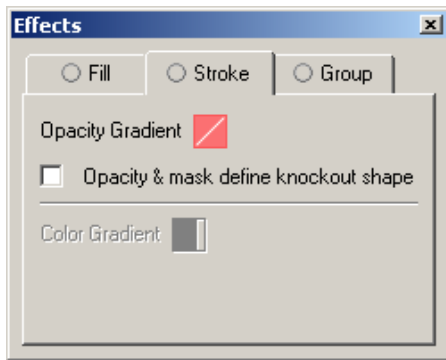 Effects
Fill Stroke Group
Opacity Gradient
Opacity & mask define knockout shape
Color Gradient